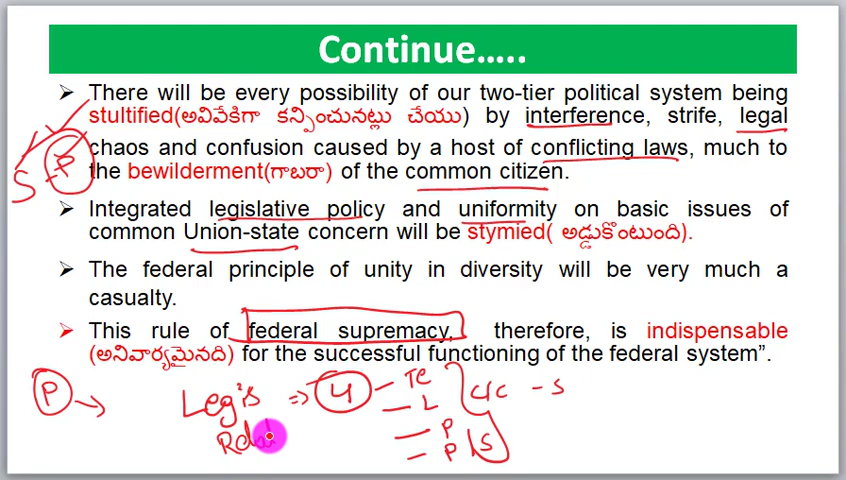 Continue.....
➤ There will be every possibility of our two-tier political system being
stultified(అవివేకిగా కన్పించునట్లు చేయు) by interference, strife, legal
chaos and confusion caused by a host of conflicting laws, much to
the bewilderment(గాబరా) of the common citizen.
➤ Integrated legislative policy and uniformity on basic issues of
common Union-state concern will be stymied( అడ్డుకొంటుంది).
➤ The federal principle of unity in diversity will be very much a
casualty.
➤ This rule of federal supremacy, therefore, is indispensable
(అనివార్యమైనది) for the successful functioning of the federal system”.
S P
P → Legis ⇒ 4 – Te
– L
– P
– P
C/C – S
S